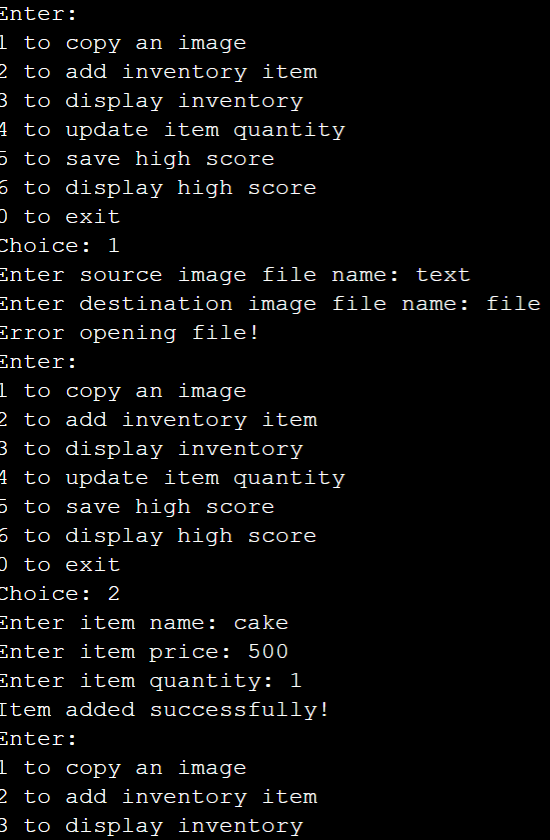 Enter:
1 to copy an image
2 to add inventory item
3 to display inventory
4 to update item quantity
5 to save high score
6 to display high score
0 to exit
Choice: 1
Enter source image file name: text
Enter destination image file name: file
Error opening file!
Enter:
1 to copy an image
2 to add inventory item
3 to display inventory
4 to update item quantity
5 to save high score
6 to display high score
0 to exit
Choice: 2
Enter item name: cake
Enter item price: 500
Enter item quantity: 1
Item added successfully!
Enter:
1 to copy an image
2 to add inventory item
3 to display inventory